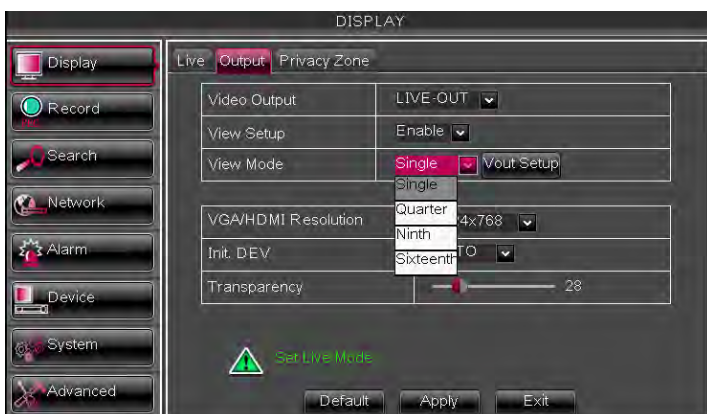 DISPLAY
Display
Record
Search
Network
Alarm
Device
System
Advanced
Live Output Privacy Zone
Video Output LIVE-OUT
View Setup Enable
View Mode Single Vout Setup
Single
Quarter
Ninth
Sixteenth
VGA/HDMI Resolution 4x768
Init. DEV TO
Transparency 28
Set Live Mode
Default Apply Exit